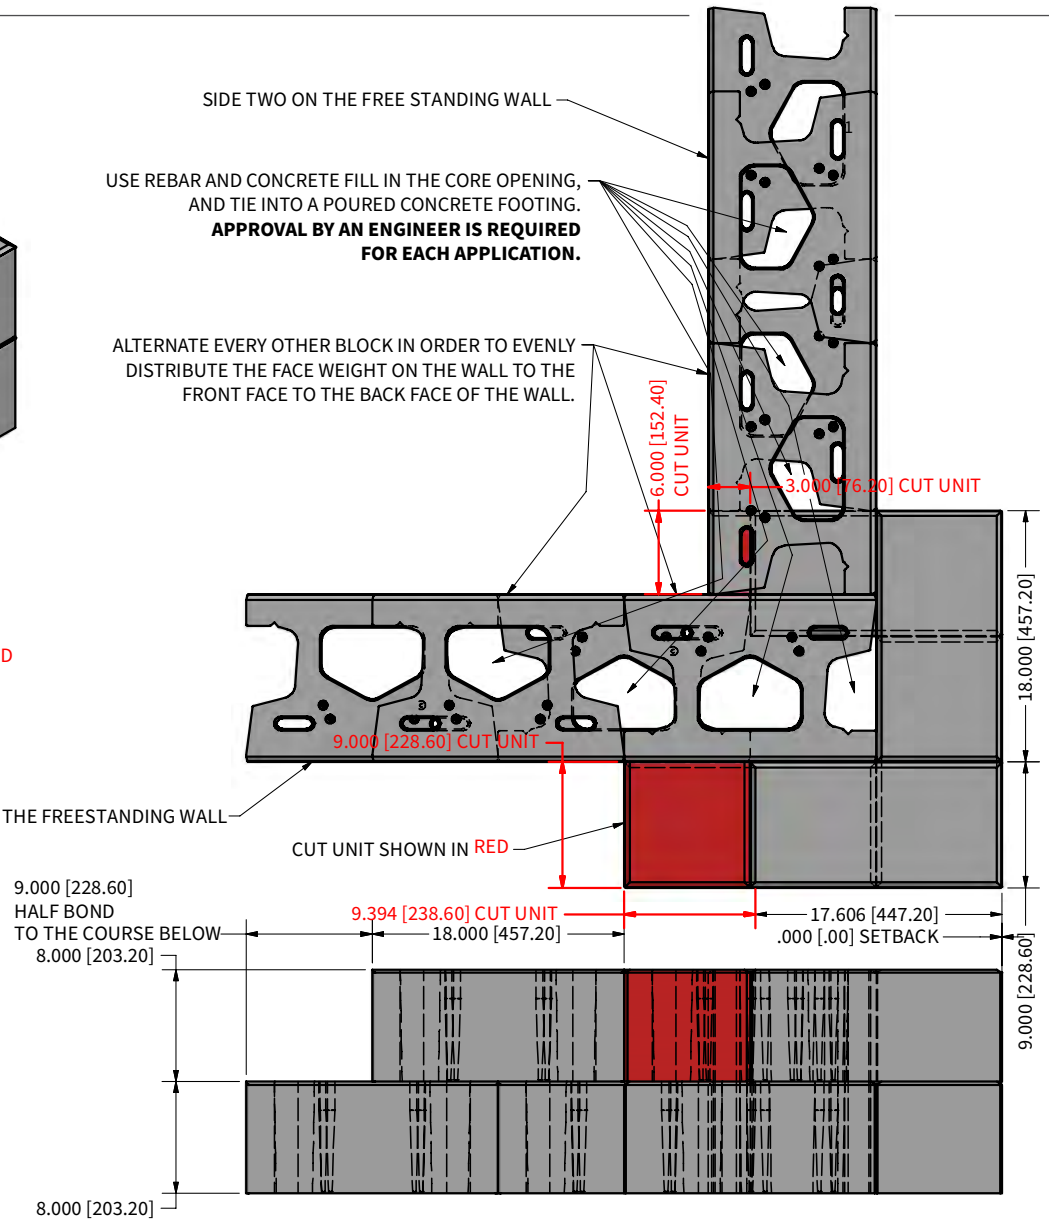 SIDE TWO ON THE FREE STANDING WALL
1
USE REBAR AND CONCRETE FILL IN THE CORE OPENING,
AND TIE INTO A POURED CONCRETE FOOTING.
APPROVAL BY AN ENGINEER IS REQUIRED
FOR EACH APPLICATION.
ALTERNATE EVERY OTHER BLOCK IN ORDER TO EVENLY
DISTRIBUTE THE FACE WEIGHT ON THE WALL TO THE
FRONT FACE TO THE BACK FACE OF THE WALL.
6.000 [152.40]
CUT UNIT
3.000 [76.20] CUT UNIT
18.000 [457.20]
D
9.000 [228.60] CUT UNIT
THE FREESTANDING WALL
CUT UNIT SHOWN IN RED
9.000 [228.60]
HALF BOND
TO THE COURSE BELOW
9.394 [238.60] CUT UNIT
17.606 [447.20]
18.000 [457.20]
.000 [.00] SETBACK
9.000 [228.60]
8.000 [203.20]
8.000 [203.20]